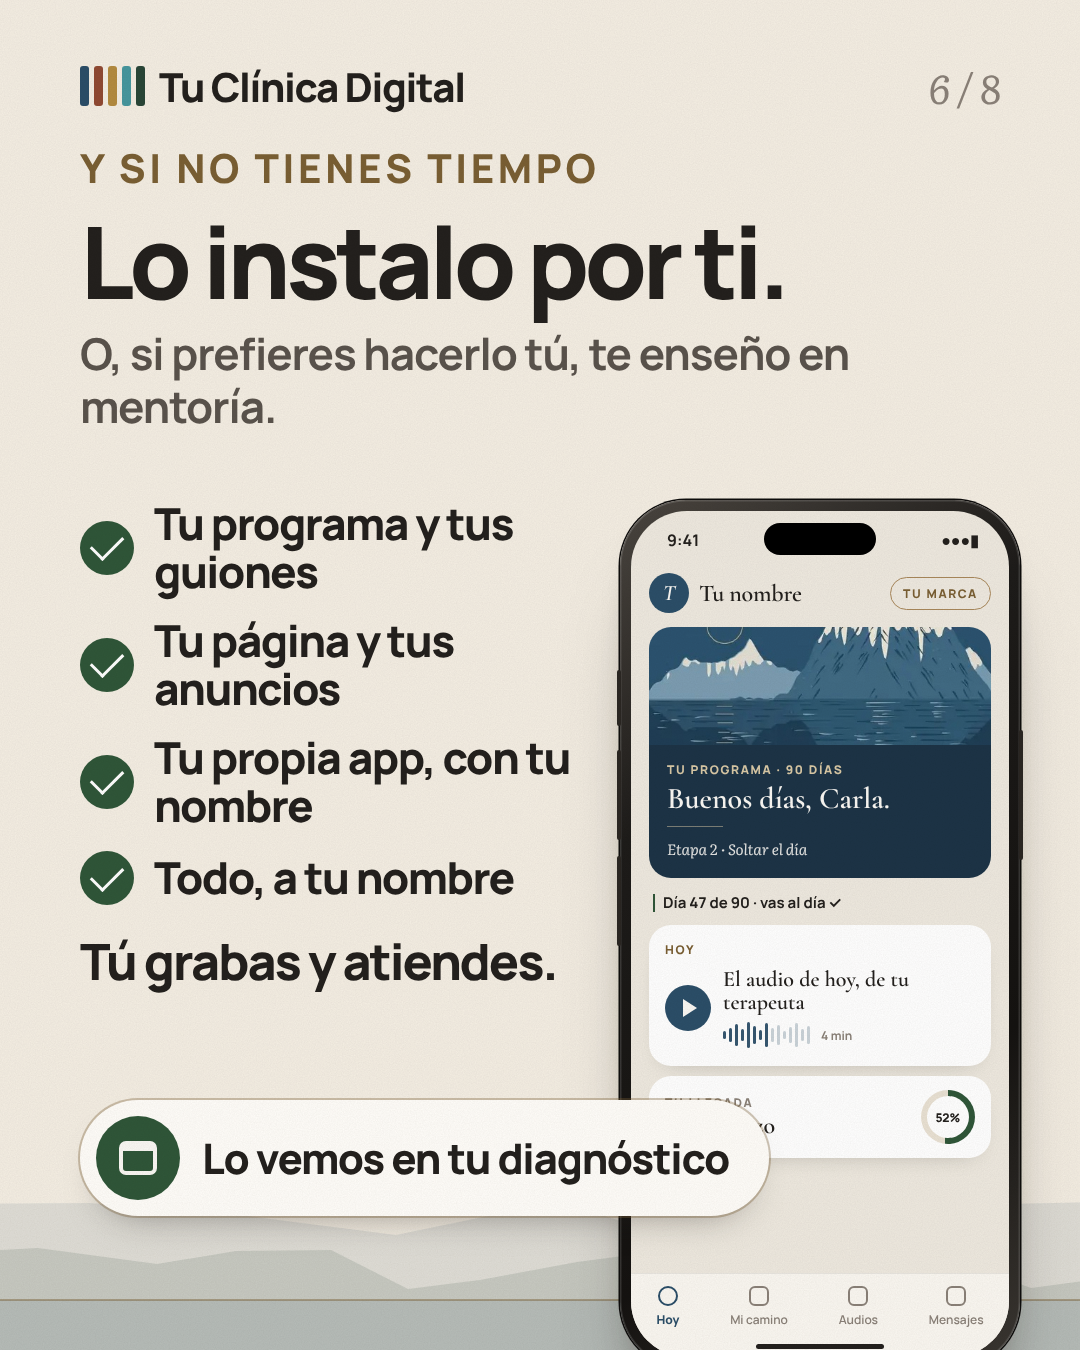 Tu Clínica Digital
6/8
Y SI NO TIENES TIEMPO
Lo instalo por ti.
O, si prefieres hacerlo tú, te enseño en
mentoría.
Tu programa y tus
guiones
Tu página y tus
anuncios
Tu propia app, con tu
nombre
Todo, a tu nombre
Tú grabas y atiendes.
Lo vemos en tu diagnóstico
9:41
T
Tu nombre
TU MARCA
TU PROGRAMA · 90 DÍAS
Buenos días, Carla.
Etapa 2 · Soltar el día
Día 47 de 90 · vas al día ✓
HOY
El audio de hoy, de tu
terapeuta
4 min
52%
Hoy
Mi camino
Audios
Mensajes